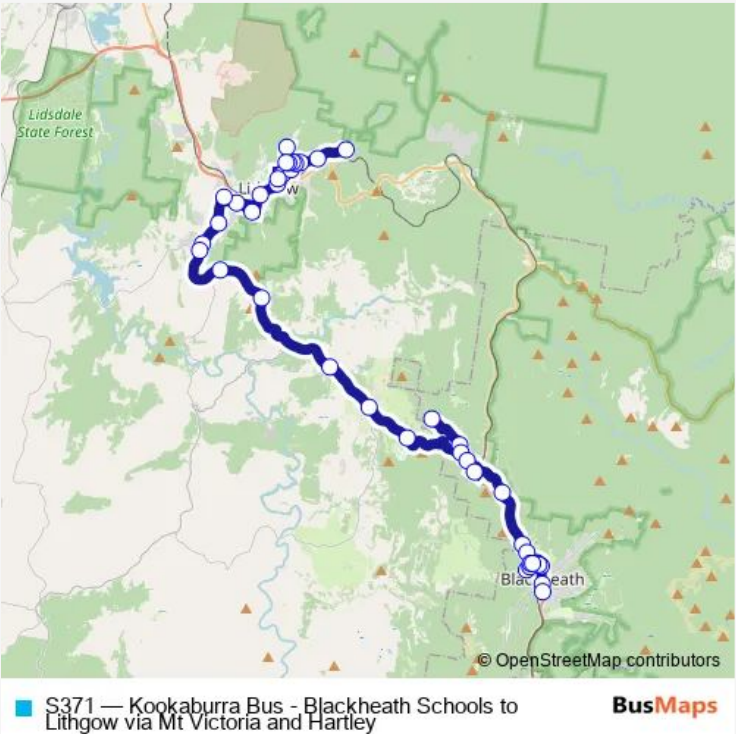 Lidsdale
State Forest
Lithgow
Blackheath
© OpenStreetMap contributors
S371 — Kookaburra Bus - Blackheath Schools to
Lithgow via Mt Victoria and Hartley
BusMaps